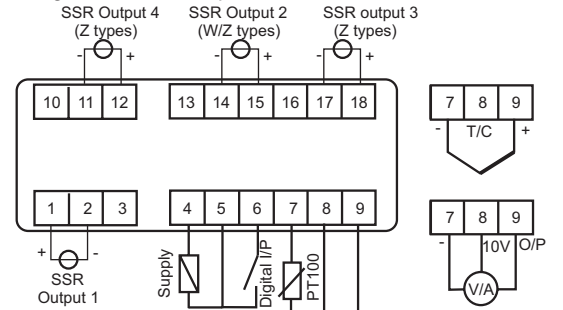 SSR Output 4
(Z types)
SSR Output 2
(W/Z types)
SSR output 3
(Z types)
- +
- +
- +
10 11 12
13 14 15 16 17 18
7 8 9
- T/C +
1 2 3
4 5 6 7 8 9
7 8 9
- 10V O/P
V/A
+ -
SSR
Output 1
Supply
Digital I/P
PT100